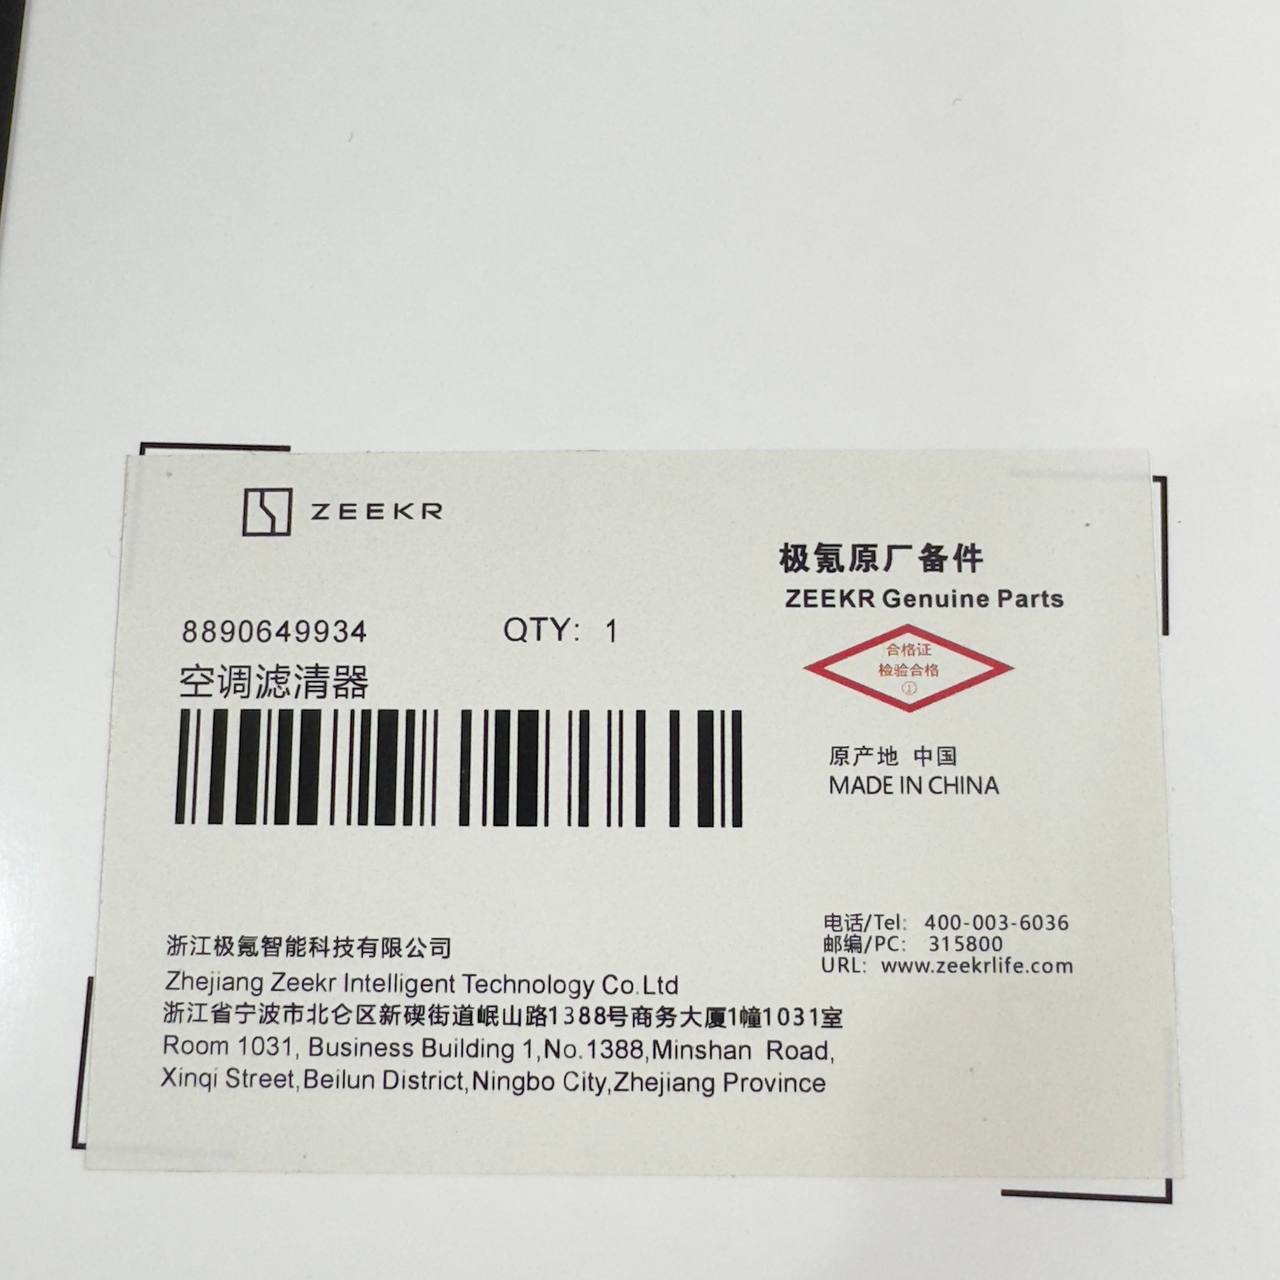 ZEEKR
极氪原厂备件
ZEEKR Genuine Parts
8890649934 QTY: 1
空调滤清器
合格证
检验合格
①
原产地 中国
MADE IN CHINA
电话/Tel: 400-003-6036
邮编/PC: 315800
URL: www.zeekrlife.com
浙江极氪智能科技有限公司
Zhejiang Zeekr Intelligent Technology Co.Ltd
浙江省宁波市北仑区新碶街道岷山路1388号商务大厦1幢1031室
Room 1031, Business Building 1,No.1388,Minshan Road,
Xinqi Street,Beilun District,Ningbo City,Zhejiang Province